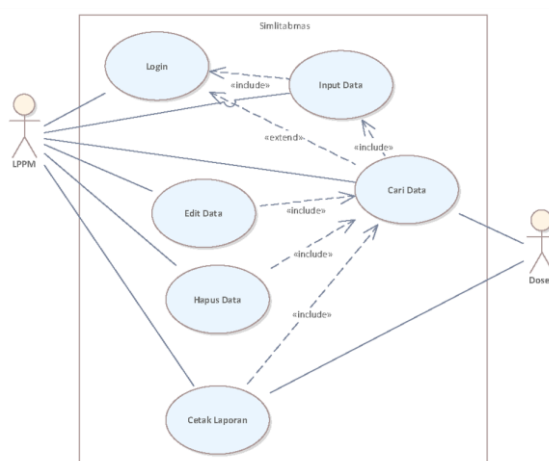 Simlitabmas
Login
«include»
Input Data
«extend»
«include»
LPPM
Cari Data
Edit Data
«include»
Hapus Data
«include»
Dose
«include»
Cetak Laporan